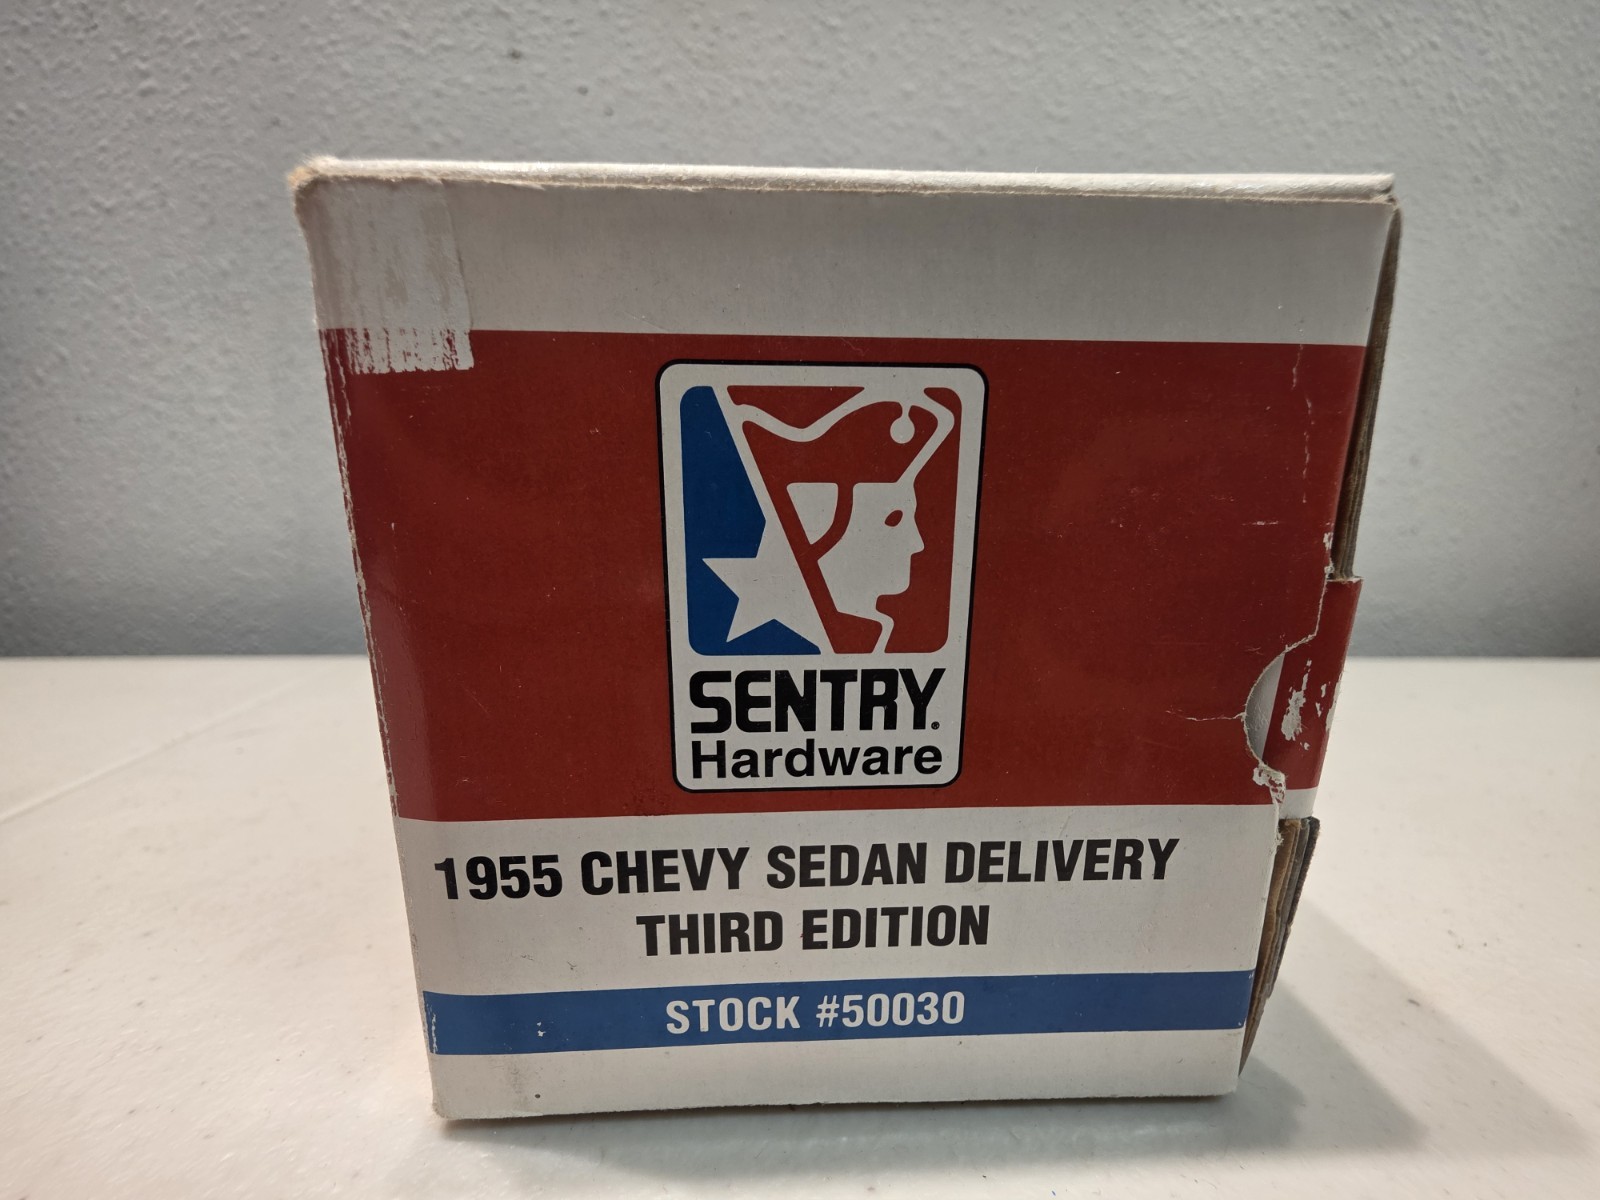 SENTRY®
Hardware
1955 CHEVY SEDAN DELIVERY
THIRD EDITION
STOCK #50030